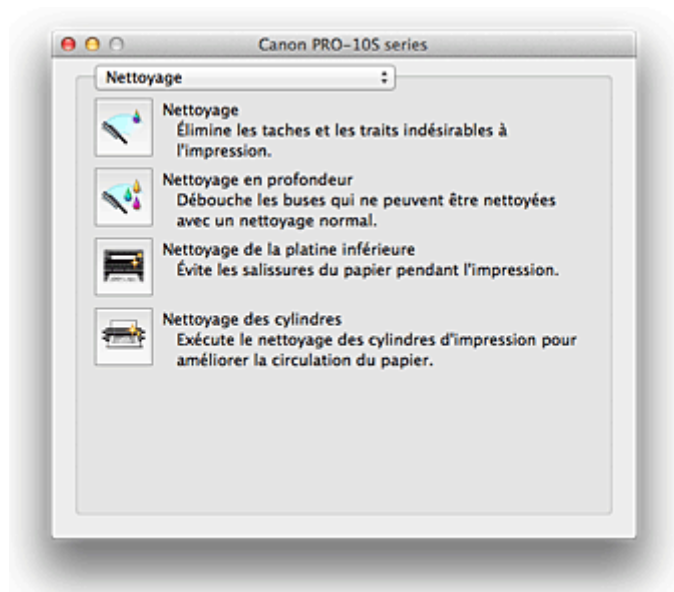 Canon PRO-10S series
Nettoyage
Nettoyage
Élimine les taches et les traits indésirables à
l'impression.
Nettoyage en profondeur
Débouche les buses qui ne peuvent être nettoyées
avec un nettoyage normal.
Nettoyage de la platine inférieure
Évite les salissures du papier pendant l'impression.
Nettoyage des cylindres
Exécute le nettoyage des cylindres d'impression pour
améliorer la circulation du papier.